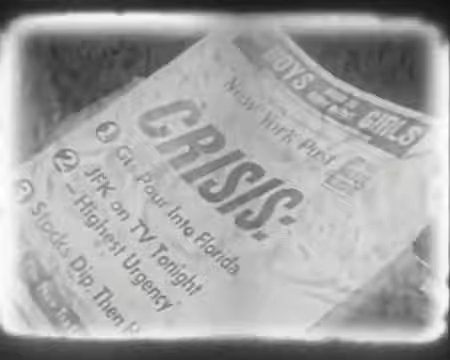 BOYS GIRLS
New York Post
CRISIS:
1 GIs Pour Into Florida
2 JFK on TV Tonight
– Highest Urgency
3 Stocks Dip, Then